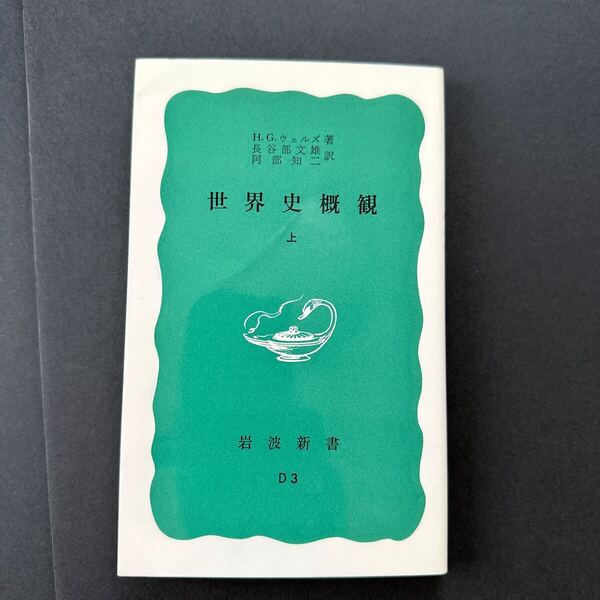 H.G.ウェルズ 著
長谷部文雄
阿部知二 訳
世界史概観
上
岩波新書
D3